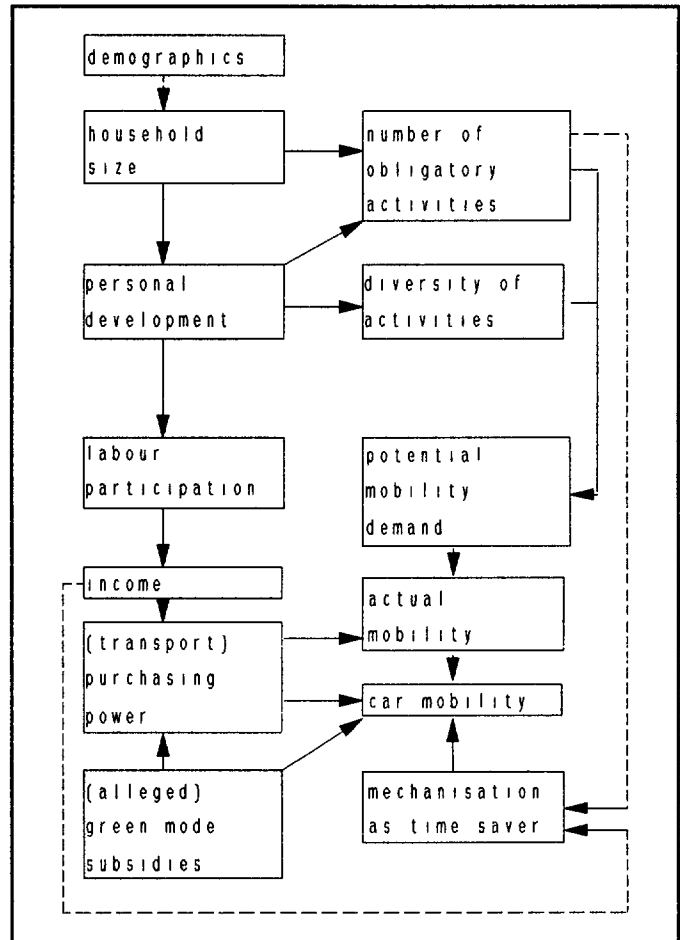 demographics
household
size
number of
obligatory
activities
personal
development
diversity of
activities
labour
participation
potential
mobility
demand
income
actual
mobility
(transport)
purchasing
power
car mobility
(alleged)
green mode
subsidies
mechanisation
as time saver